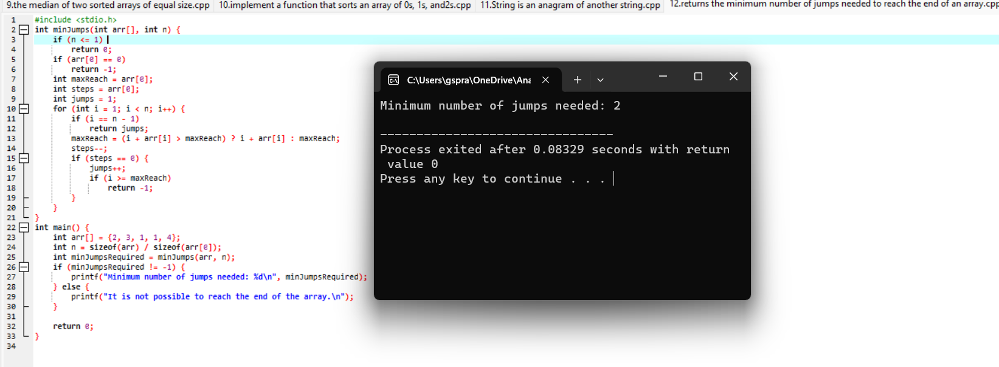 9.the median of two sorted arrays of equal size.cpp 10.implement a function that sorts an array of 0s, 1s, and2s.cpp 11.String is an anagram of another string.cpp 12.returns the minimum number of jumps needed to reach the end of an array.cpp
1 #include <stdio.h>
2 int minJumps(int arr[], int n) {
3 if (n <= 1)
4 return 0;
5 if (arr[0] == 0)
6 return -1;
7 int maxReach = arr[0];
8 int steps = arr[0];
9 int jumps = 1;
10 for (int i = 1; i < n; i++) {
11 if (i == n - 1)
12 return jumps;
13 maxReach = (i + arr[i] > maxReach) ? i + arr[i] : maxReach;
14 steps--;
15 if (steps == 0) {
16 jumps++;
17 if (i >= maxReach)
18 return -1;
19 }
20 }
21 }
22 int main() {
23 int arr[] = {2, 3, 1, 1, 4};
24 int n = sizeof(arr) / sizeof(arr[0]);
25 int minJumpsRequired = minJumps(arr, n);
26 if (minJumpsRequired != -1) {
27 printf("Minimum number of jumps needed: %d\n", minJumpsRequired);
28 } else {
29 printf("It is not possible to reach the end of the array.\n");
30 }
31
32 return 0;
33 }
34
C:\Users\gspra\OneDrive\Ana
Minimum number of jumps needed: 2
--------------------------------
Process exited after 0.08329 seconds with return
value 0
Press any key to continue . . .